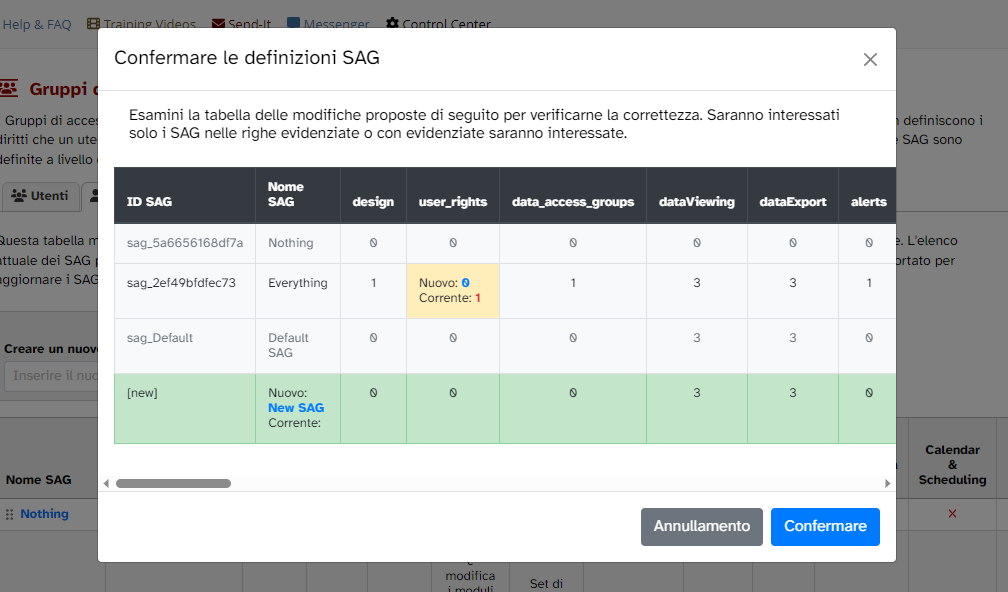 Help & FAQ Training Videos Send-It Messenger Control Center
Confermare le definizioni SAG
Gruppi d
Esamini la tabella delle modifiche proposte di seguito per verificarne la correttezza. Saranno interessati
solo i SAG nelle righe evidenziate o con evidenziate saranno interessate.
Gruppi di acces
definiscono i
diritti che un ute
SAG sono
definite a livello
Utenti
ID SAG Nome SAG design user_rights data_access_groups dataViewing dataExport alerts
sag_5a6656168df7a Nothing 0 0 0 0 0 0
Questa tabella m
e. L'elenco
attuale dei SAG p
ortato per
aggiornare i SAG
sag_2ef49bfdfec73 Everything 1 Nuovo: 0 1 3 3 1
Corrente: 1
sag_Default Default SAG 0 0 0 3 3 0
Creare un nuovo
Inserire il nuo
[new] Nuovo: 0 0 0 3 3 0
New SAG
Corrente:
Nome SAG
Calendar
&
Scheduling
Nothing
Annullamento Confermare
modifica
i moduli
Set di